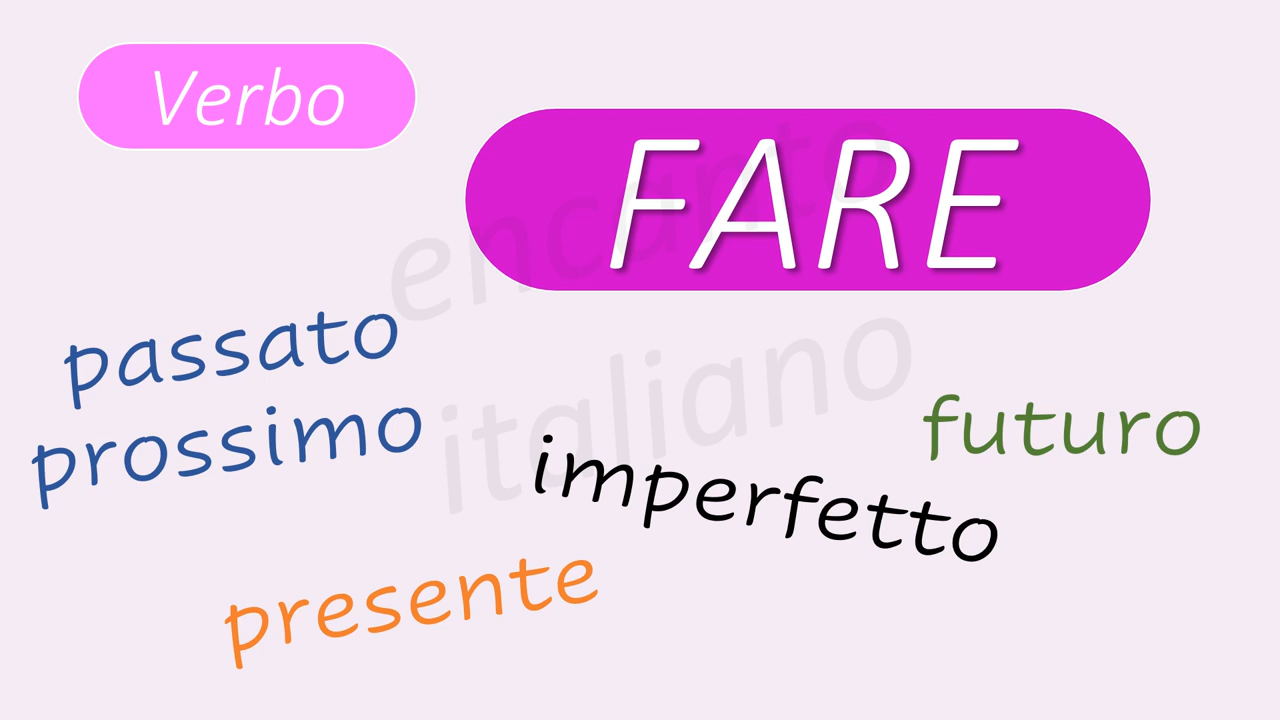 Verbo
FARE
encanto
italiano
passato
prossimo
futuro
imperfetto
presente